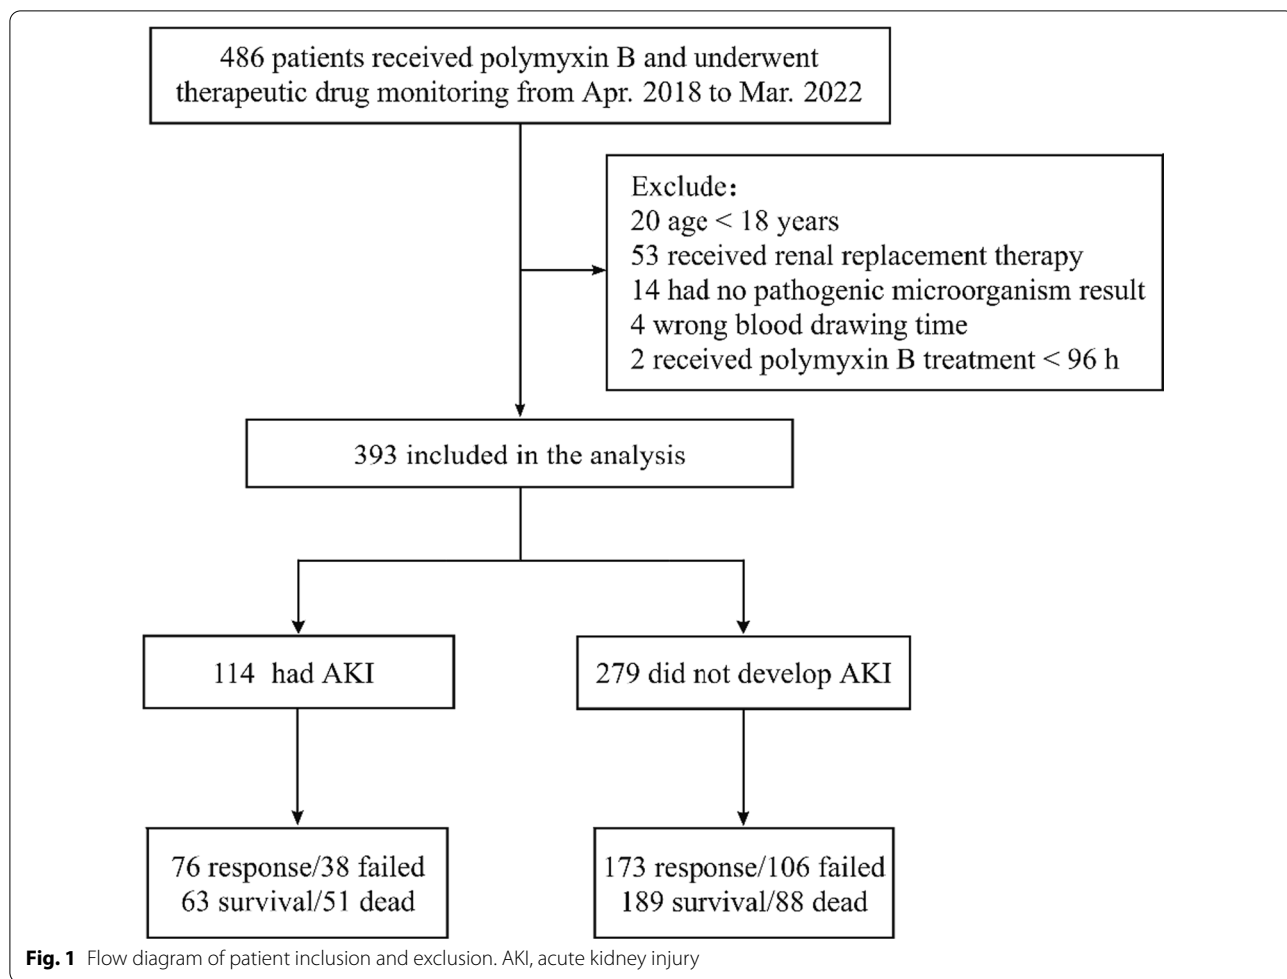 486 patients received polymyxin B and underwent
therapeutic drug monitoring from Apr. 2018 to Mar. 2022
Exclude:
20 age < 18 years
53 received renal replacement therapy
14 had no pathogenic microorganism result
4 wrong blood drawing time
2 received polymyxin B treatment < 96 h
393 included in the analysis
114 had AKI
279 did not develop AKI
76 response/38 failed
63 survival/51 dead
173 response/106 failed
189 survival/88 dead
Fig. 1 Flow diagram of patient inclusion and exclusion. AKI, acute kidney injury